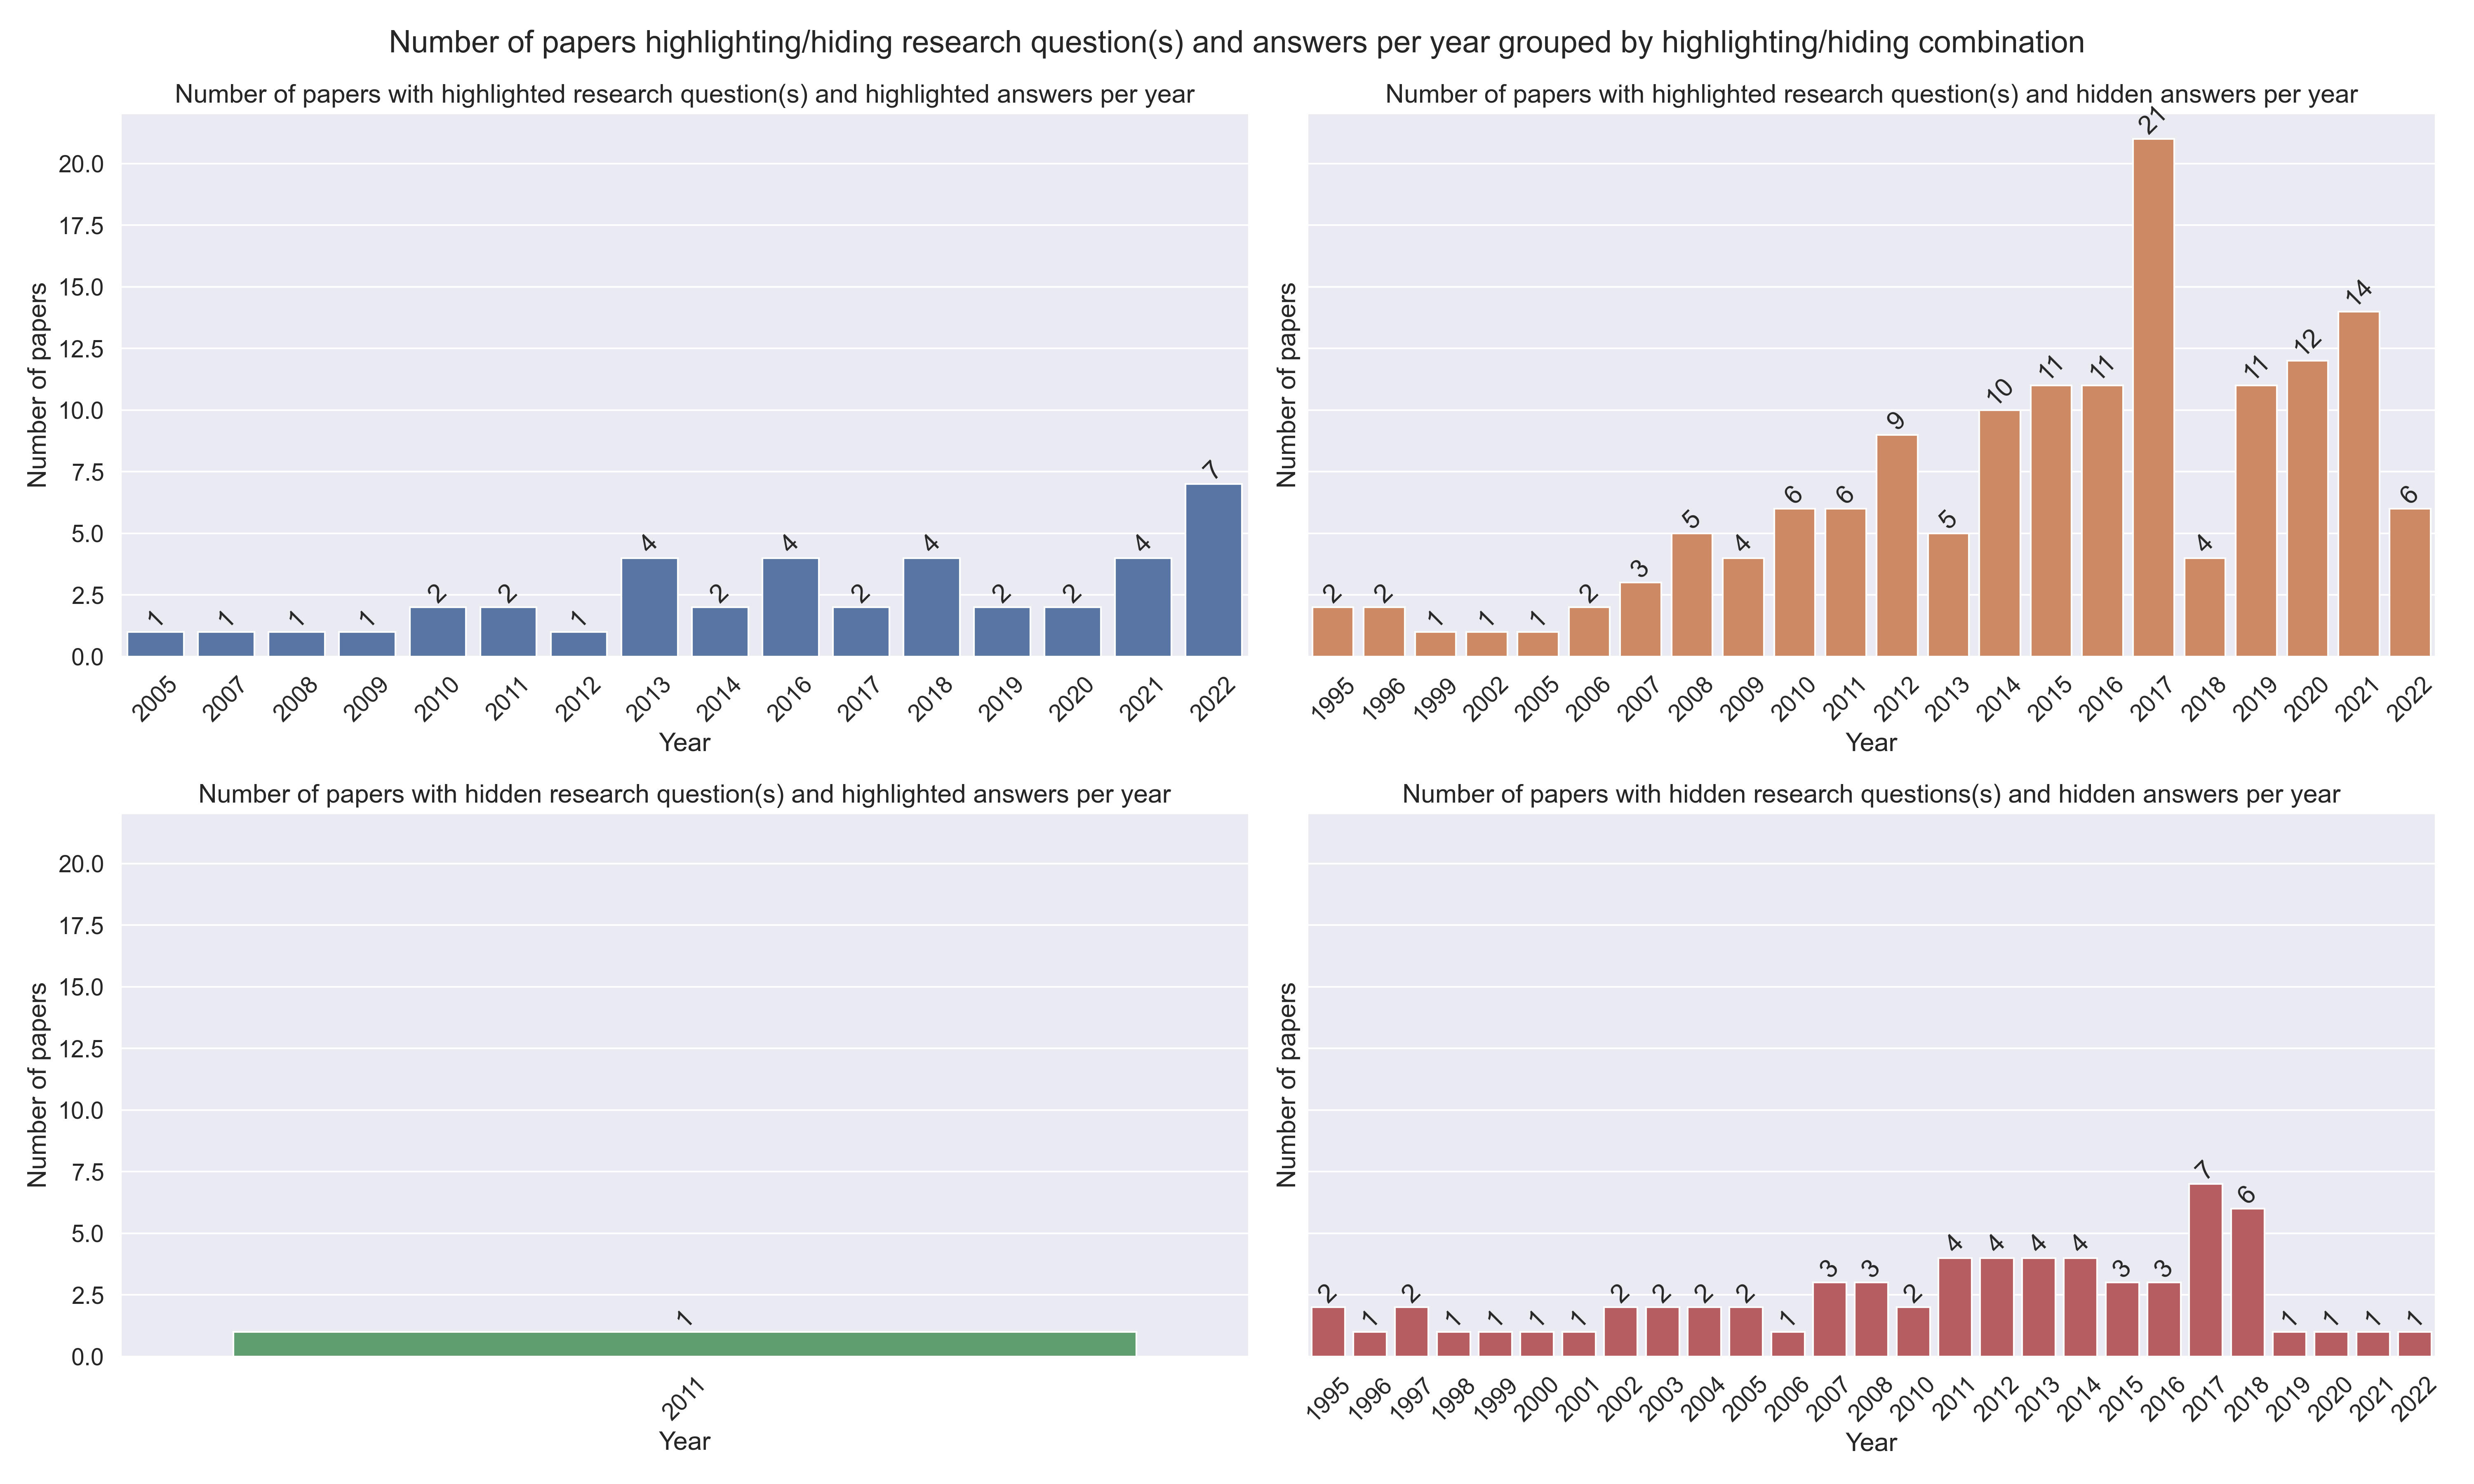 Number of papers highlighting/hiding research question(s) and answers per year grouped by highlighting/hiding combination
Number of papers with highlighted research question(s) and highlighted answers per year
Number of papers
20.0
17.5
15.0
12.5
10.0
7.5
5.0
2.5
0.0
1 1 1 1 2 2 1 4 2 4 2 4 2 2 4 7
2005 2007 2008 2009 2010 2011 2012 2013 2014 2016 2017 2018 2019 2020 2021 2022
Year
Number of papers with highlighted research question(s) and hidden answers per year
Number of papers
2 2 1 1 1 2 3 5 4 6 6 9 5 10 11 11 21 4 11 12 14 6
1995 1996 1999 2002 2005 2006 2007 2008 2009 2010 2011 2012 2013 2014 2015 2016 2017 2018 2019 2020 2021 2022
Year
Number of papers with hidden research question(s) and highlighted answers per year
Number of papers
20.0
17.5
15.0
12.5
10.0
7.5
5.0
2.5
0.0
1
2011
Year
Number of papers with hidden research questions(s) and hidden answers per year
Number of papers
2 1 2 1 1 1 1 2 2 2 2 1 3 3 2 4 4 4 4 3 3 7 6 1 1 1 1
1995 1996 1997 1998 1999 2000 2001 2002 2003 2004 2005 2006 2007 2008 2010 2011 2012 2013 2014 2015 2016 2017 2018 2019 2020 2021 2022
Year